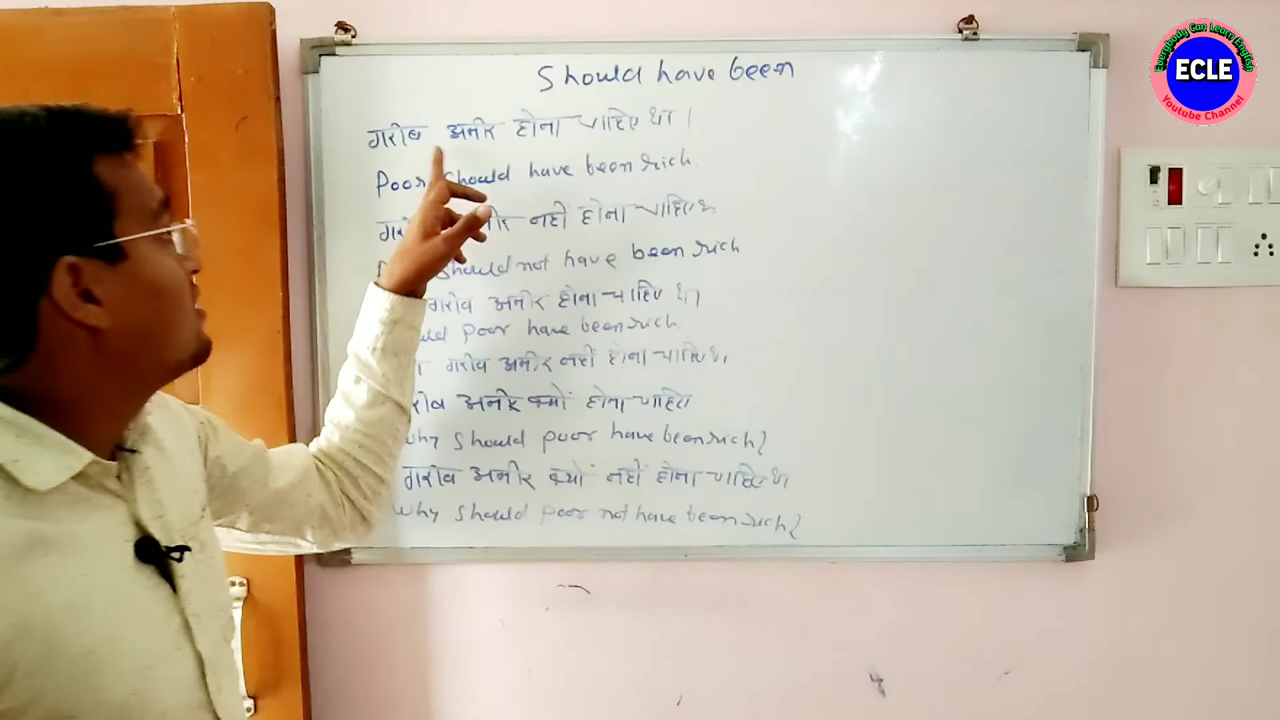 Should have been
गरीब अमीर होना चाहिए था।
Poor should have been rich.
नहीं होना चाहिए था
should not have been rich
गरीब अमीर होना चाहिए था
poor have been rich.
गरीब अमीर नहीं होना चाहिए था
अमीर क्यों होना चाहिए
Why should poor have been rich?
गरीब अमीर क्यों नहीं होना चाहिए था
Why should poor not have been rich?
Everybody Can Learn English
ECLE
Youtube Channel